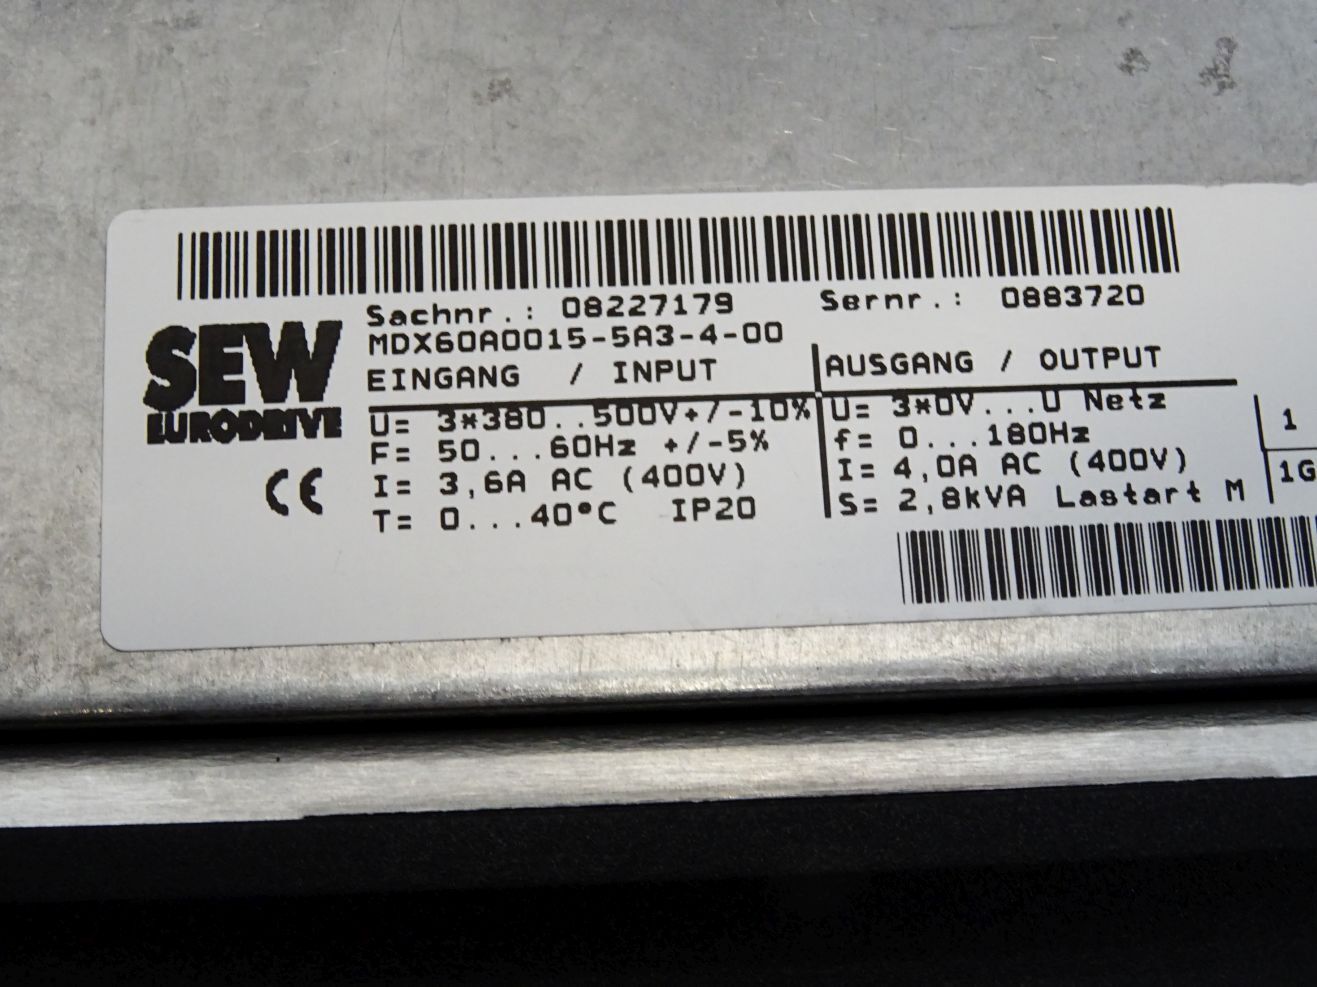 Sachnr.: 08227179 Sernr.: 0883720
MDX60A0015-5A3-4-00
SEW
EURODRIVE
CE
EINGANG / INPUT
U= 3*380..500V+/-10%
F= 50...60Hz +/-5%
I= 3,6A AC (400V)
T= 0...40°C IP20
AUSGANG / OUTPUT
U= 3*0V...U Netz
f= 0...180Hz
I= 4,0A AC (400V)
S= 2,8kVA Lastart M
1
1G